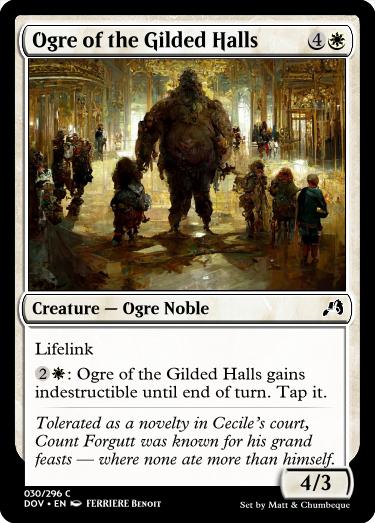 Ogre of the Gilded Halls 4
Creature — Ogre Noble
Lifelink
2 : Ogre of the Gilded Halls gains
indestructible until end of turn. Tap it.
Tolerated as a novelty in Cecile's court,
Count Forgutt was known for his grand
feasts — where none ate more than himself.
4/3
030/296 C
DOV • EN FERRIERE Benoit
Set by Matt & Chumbeque